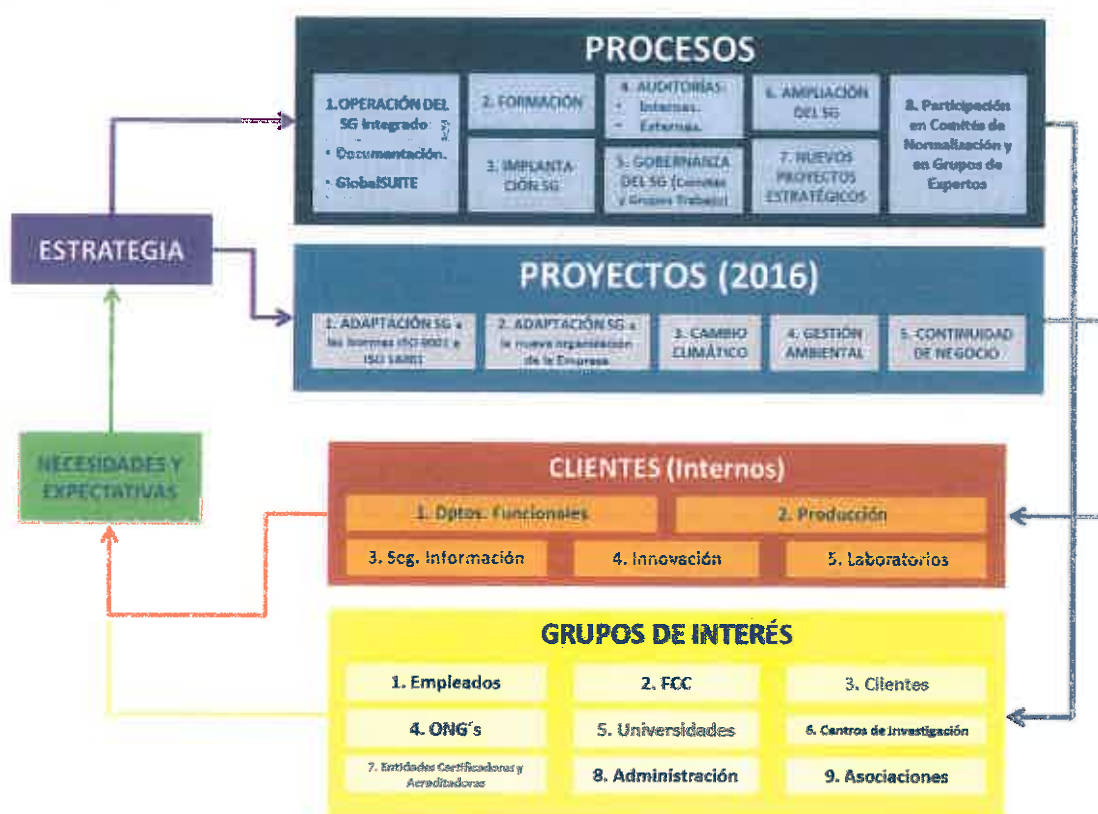 PROCESOS
1. OPERACIÓN DEL
SG Integrado:
• Documentación.
• GlobalSUITE
2. FORMACIÓN
3. IMPLANTA
CIÓN SG
4. AUDITORÍAS:
• Internas.
• Externas.
5. GOBERNANZA
DEL SG (Comités
y Grupos Trabajo)
6. AMPLIACIÓN
DEL SG
7. NUEVOS
PROYECTOS
ESTRATÉGICOS
8. Participación
en Comités de
Normalización y
en Grupos de
Expertos
ESTRATEGIA
PROYECTOS (2016)
1. ADAPTACIÓN SG a
las Normas ISO 9001 e
ISO 14001
2. ADAPTACIÓN SG a
la nueva organización
de la Empresa
3. CAMBIO
CLIMÁTICO
4. GESTIÓN
AMBIENTAL
5. CONTINUIDAD
DE NEGOCIO
NECESIDADES Y
EXPECTATIVAS
CLIENTES (Internos)
1. Dptos. Funcionales
2. Producción
3. Seg. Información
4. Innovación
5. Laboratorios
GRUPOS DE INTERÉS
1. Empleados
2. FCC
3. Clientes
4. ONG´s
5. Universidades
6. Centros de Investigación
7. Entidades Certificadoras y
Acreditadoras
8. Administración
9. Asociaciones